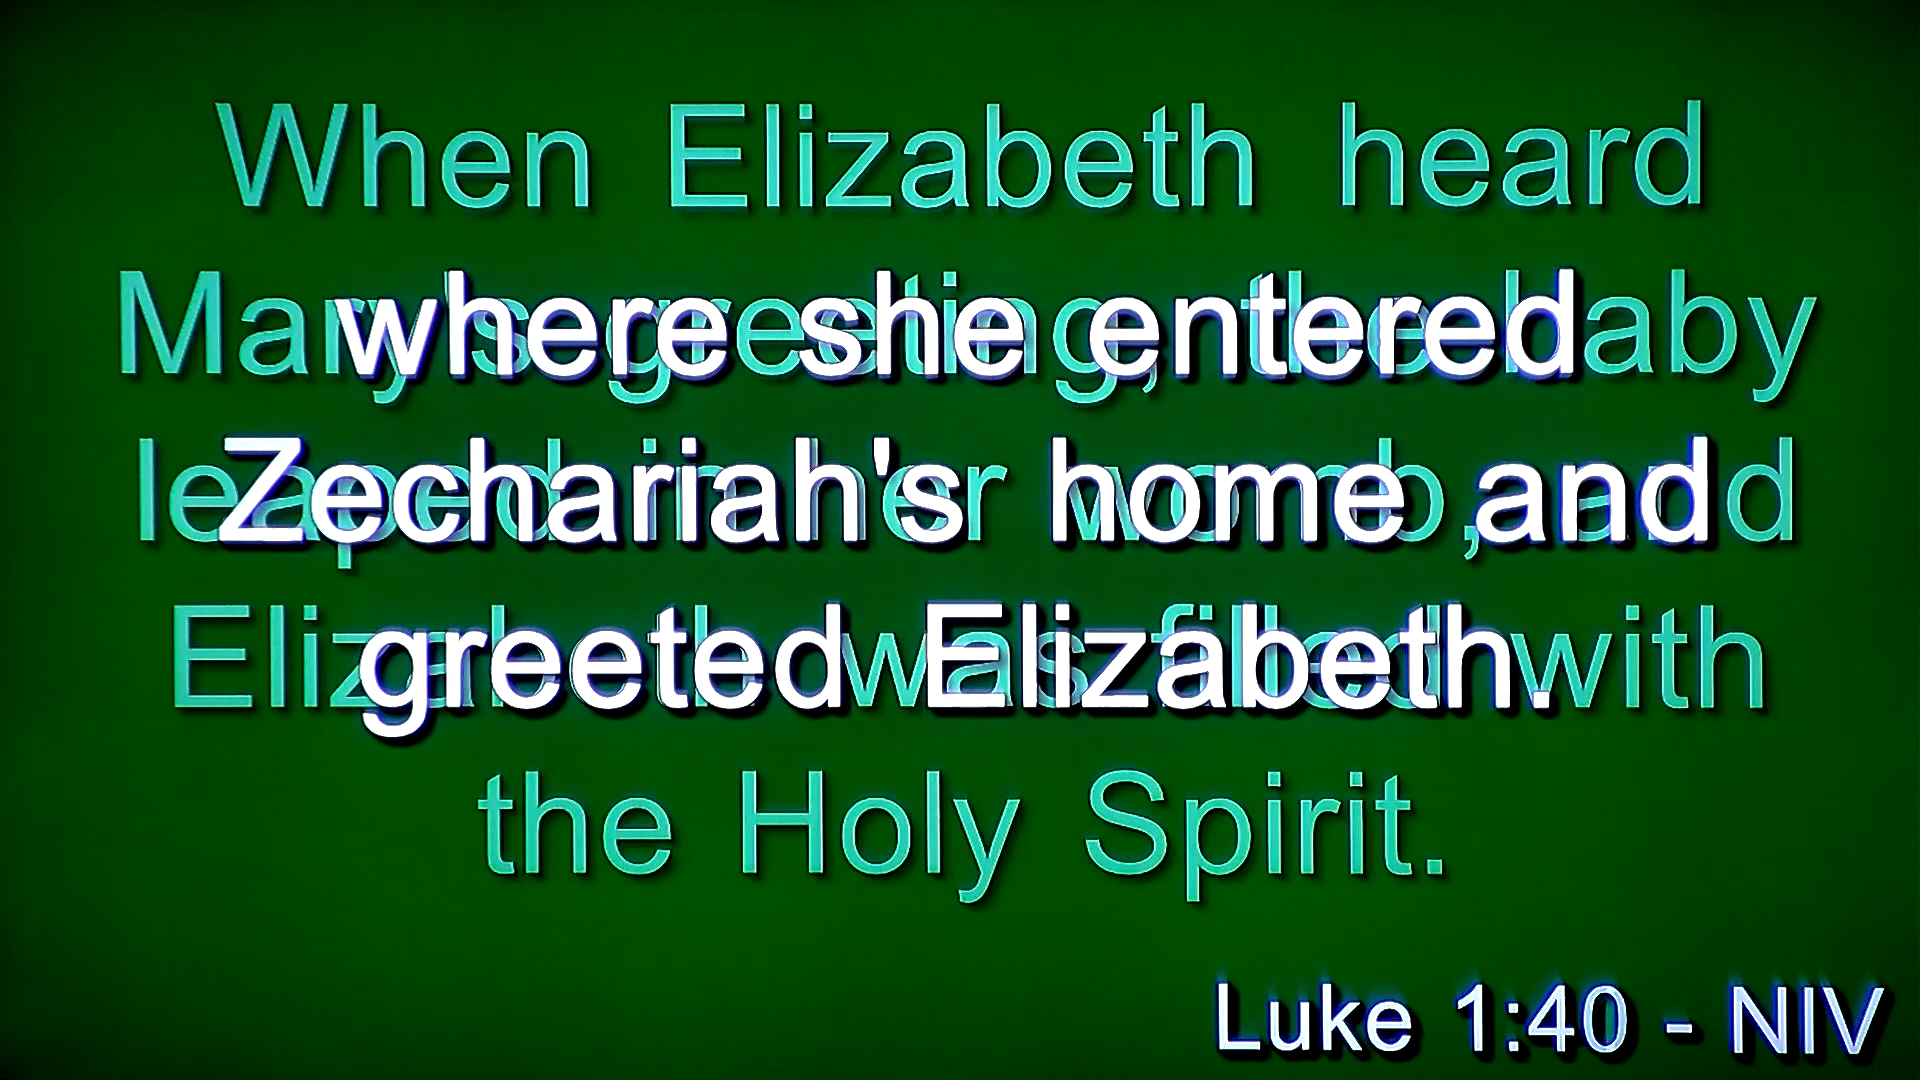 When Elizabeth heard
Mary's greeting, the baby
where she entered
leaped in her womb, and
Zechariah's home and
Elizabeth was filled with
greeted Elizabeth.
the Holy Spirit.
Luke 1:40 - NIV